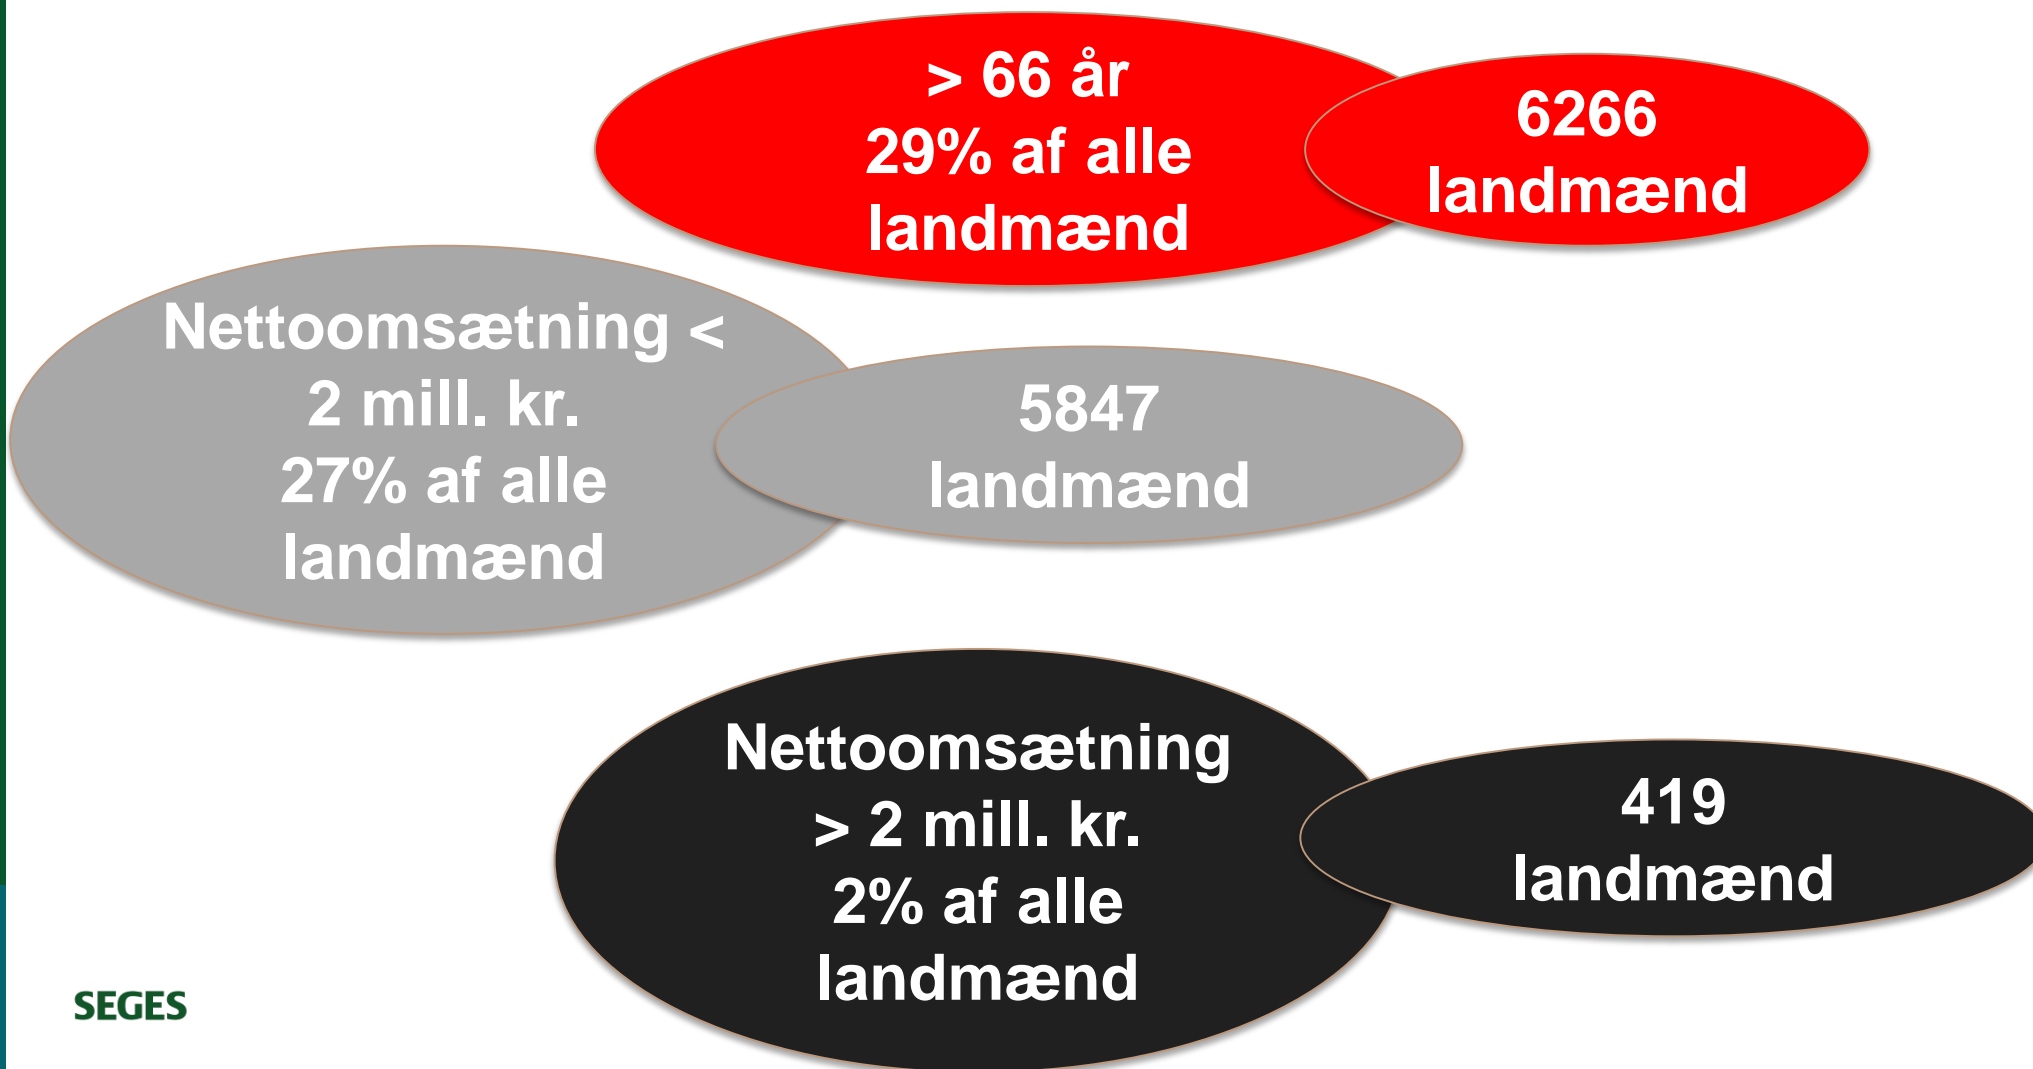 > 66 år
29% af alle
landmænd
6266
landmænd
Nettoomsætning <
2 mill. kr.
27% af alle
landmænd
5847
landmænd
Nettoomsætning
> 2 mill. kr.
2% af alle
landmænd
419
landmænd
SEGES